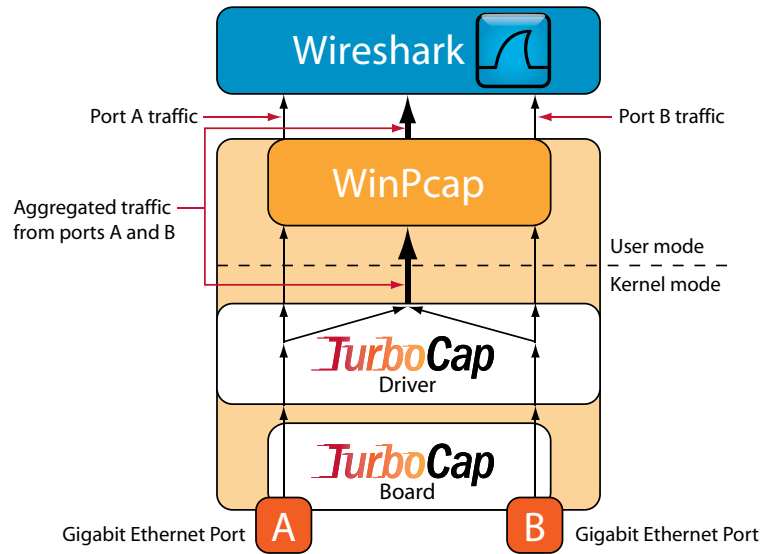 Wireshark
Port A traffic
Port B traffic
WinPcap
Aggregated traffic
from ports A and B
User mode
Kernel mode
TurboCap
Driver
TurboCap
Board
Gigabit Ethernet Port
A
B
Gigabit Ethernet Port